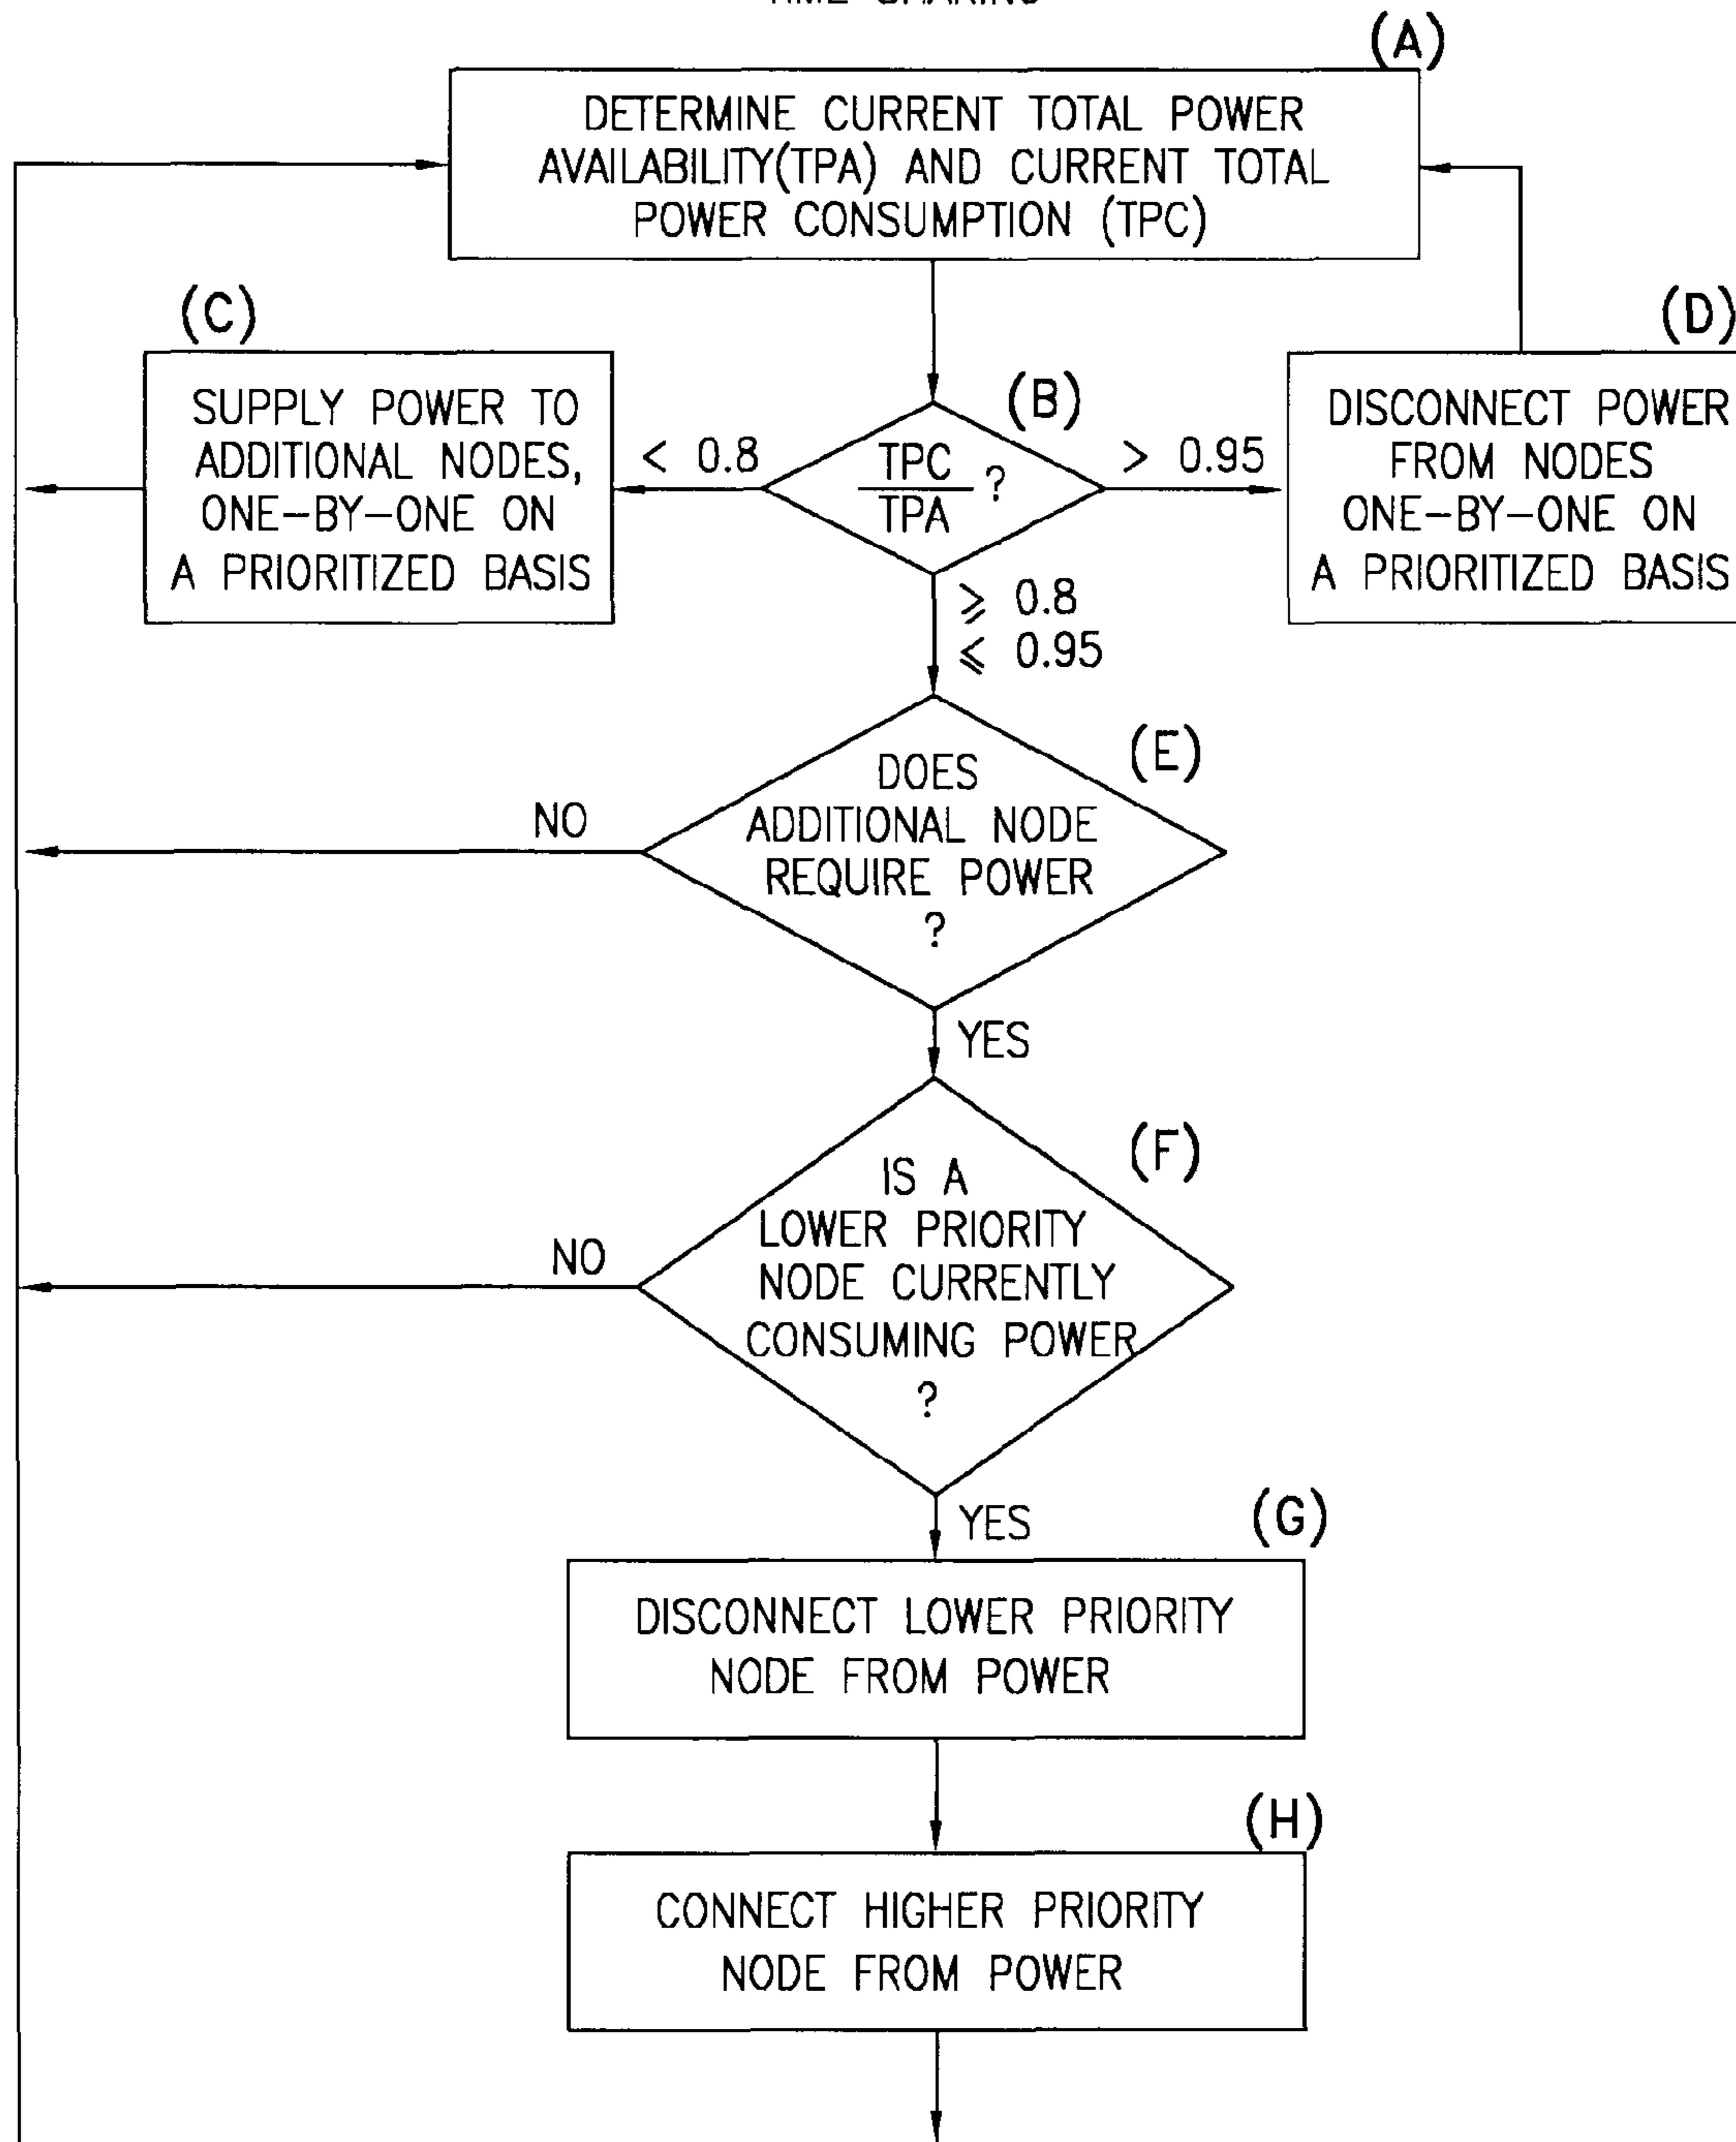 (A)
DETERMINE CURRENT TOTAL POWER
AVAILABILITY(TPA) AND CURRENT TOTAL
POWER CONSUMPTION (TPC)
(C)
SUPPLY POWER TO
ADDITIONAL NODES,
ONE-BY-ONE ON
A PRIORITIZED BASIS
< 0.8
(B)
TPC
TPA
?
> 0.95
(D)
DISCONNECT POWER
FROM NODES
ONE-BY-ONE ON
A PRIORITIZED BASIS
⩾ 0.8
⩽ 0.95
(E)
DOES
ADDITIONAL NODE
REQUIRE POWER
?
NO
YES
(F)
IS A
LOWER PRIORITY
NODE CURRENTLY
CONSUMING POWER
?
NO
YES
(G)
DISCONNECT LOWER PRIORITY
NODE FROM POWER
(H)
CONNECT HIGHER PRIORITY
NODE FROM POWER